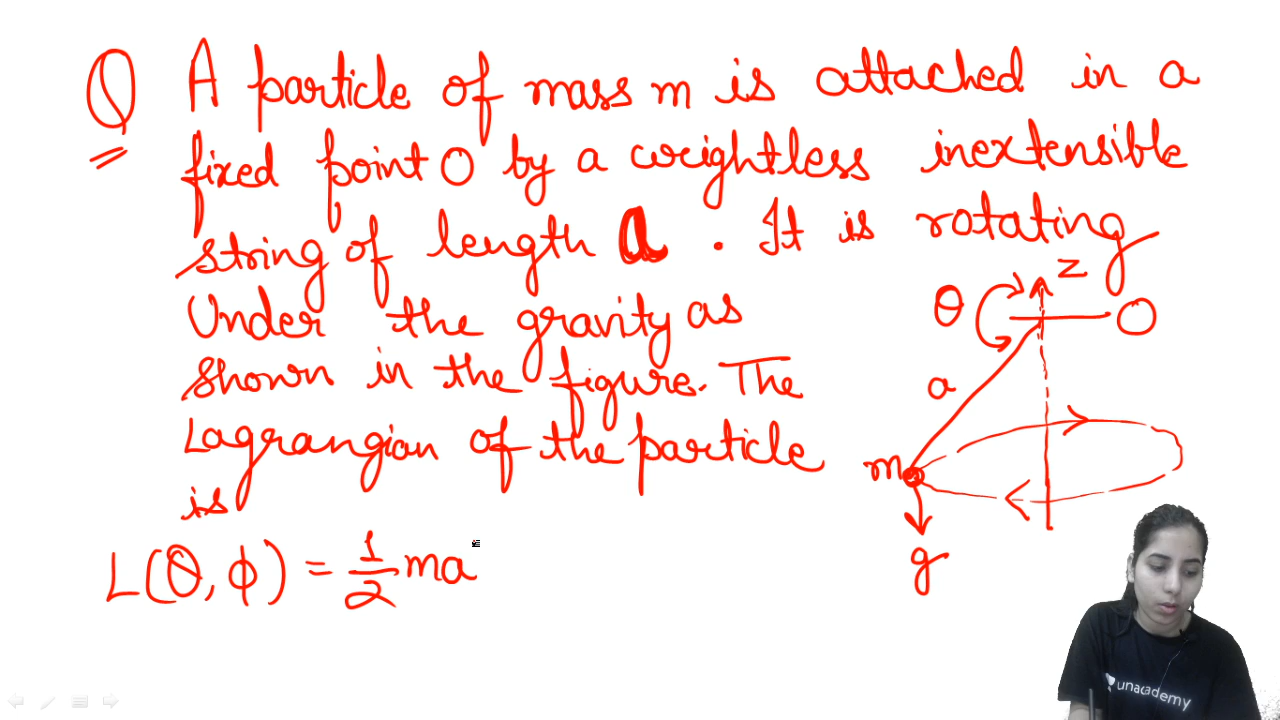 Q A particle of mass m is attached in a
fixed point O by a weightless inextensible
string of length a . It is rotating
Under the gravity as
shown in the figure. The
Lagrangian of the particle
is
L(θ, ϕ) = 1/2 ma
z
θ
O
a
m
g
unacademy